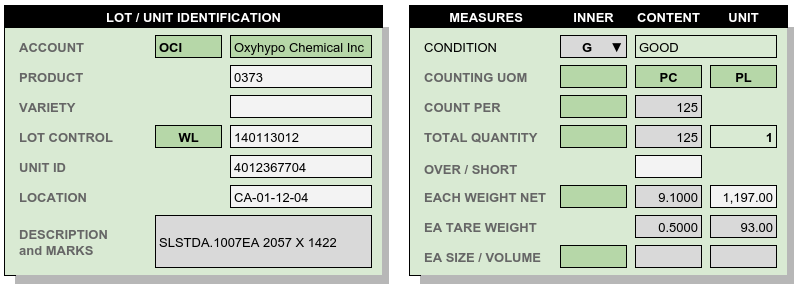 LOT / UNIT IDENTIFICATION
ACCOUNT OCI Oxyhypo Chemical Inc
PRODUCT 0373
VARIETY
LOT CONTROL WL 140113012
UNIT ID 4012367704
LOCATION CA-01-12-04
DESCRIPTION and MARKS SLSTDA.1007EA 2057 X 1422
MEASURES INNER CONTENT UNIT
CONDITION G ▼ GOOD
COUNTING UOM PC PL
COUNT PER 125
TOTAL QUANTITY 125 1
OVER / SHORT
EACH WEIGHT NET 9.1000 1,197.00
EA TARE WEIGHT 0.5000 93.00
EA SIZE / VOLUME